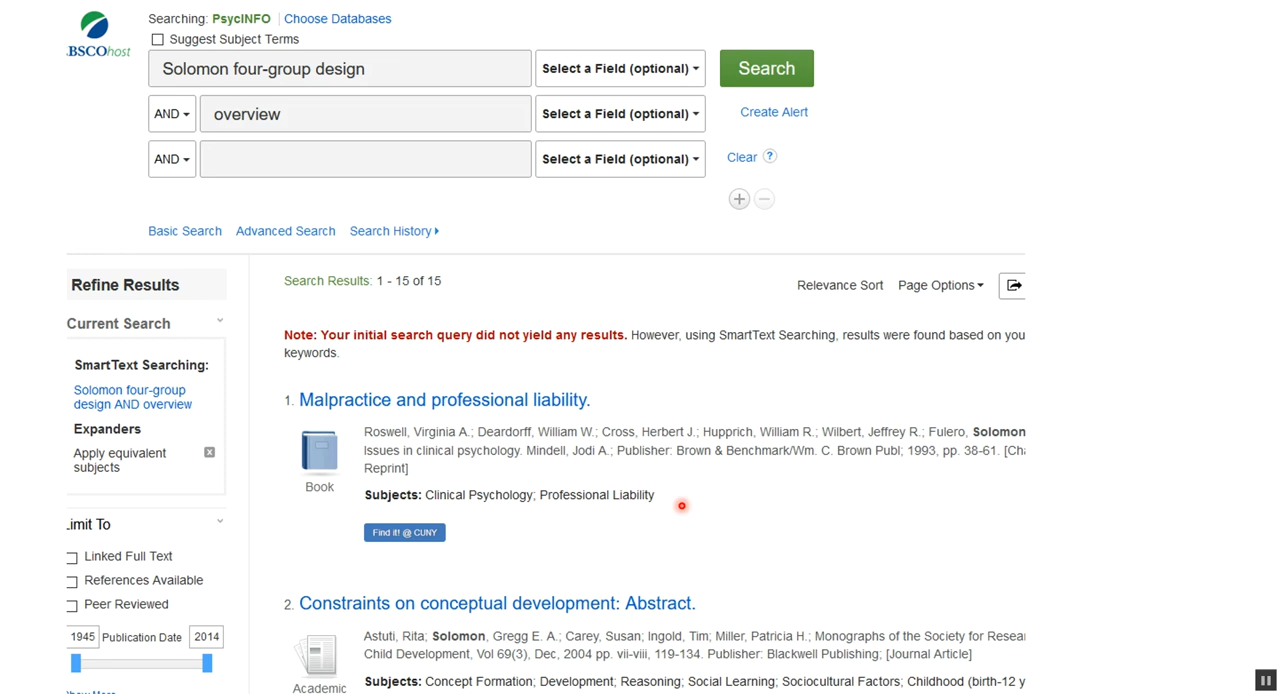 Searching: PsycINFO Choose Databases
Suggest Subject Terms
BSCOhost
Solomon four-group design Select a Field (optional) Search
AND overview Select a Field (optional) Create Alert
AND Select a Field (optional) Clear ?
Basic Search Advanced Search Search History
Refine Results
Search Results: 1 - 15 of 15 Relevance Sort Page Options
Current Search
Note: Your initial search query did not yield any results. However, using SmartText Searching, results were found based on you
keywords.
SmartText Searching:
Solomon four-group
design AND overview
Expanders
Apply equivalent
subjects
Limit To
Linked Full Text
References Available
Peer Reviewed
1945 Publication Date 2014
1. Malpractice and professional liability.
Roswell, Virginia A.; Deardorff, William W.; Cross, Herbert J.; Hupprich, William R.; Wilbert, Jeffrey R.; Fulero, Solomon
Issues in clinical psychology. Mindell, Jodi A.; Publisher: Brown & Benchmark/Wm. C. Brown Publ; 1993, pp. 38-61. [Cha
Reprint]
Book
Subjects: Clinical Psychology; Professional Liability
Find it! @ CUNY
2. Constraints on conceptual development: Abstract.
Astuti, Rita; Solomon, Gregg E. A.; Carey, Susan; Ingold, Tim; Miller, Patricia H.; Monographs of the Society for Resear
Child Development, Vol 69(3), Dec, 2004 pp. vii-viii, 119-134. Publisher: Blackwell Publishing; [Journal Article]
Academic
Subjects: Concept Formation; Development; Reasoning; Social Learning; Sociocultural Factors; Childhood (birth-12 y